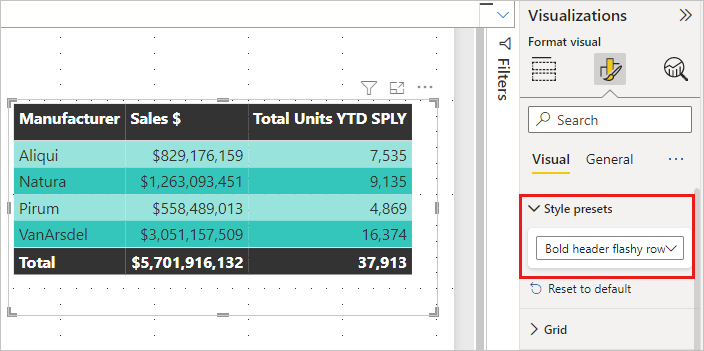 Visualizations
Format visual
Filters
Search
Visual General
Style presets
Bold header flashy row
Reset to default
Grid
Manufacturer Sales $ Total Units YTD SPLY
Aliqui $829,176,159 7,535
Natura $1,263,093,451 9,135
Pirum $558,489,013 4,869
VanArsdel $3,051,157,509 16,374
Total $5,701,916,132 37,913